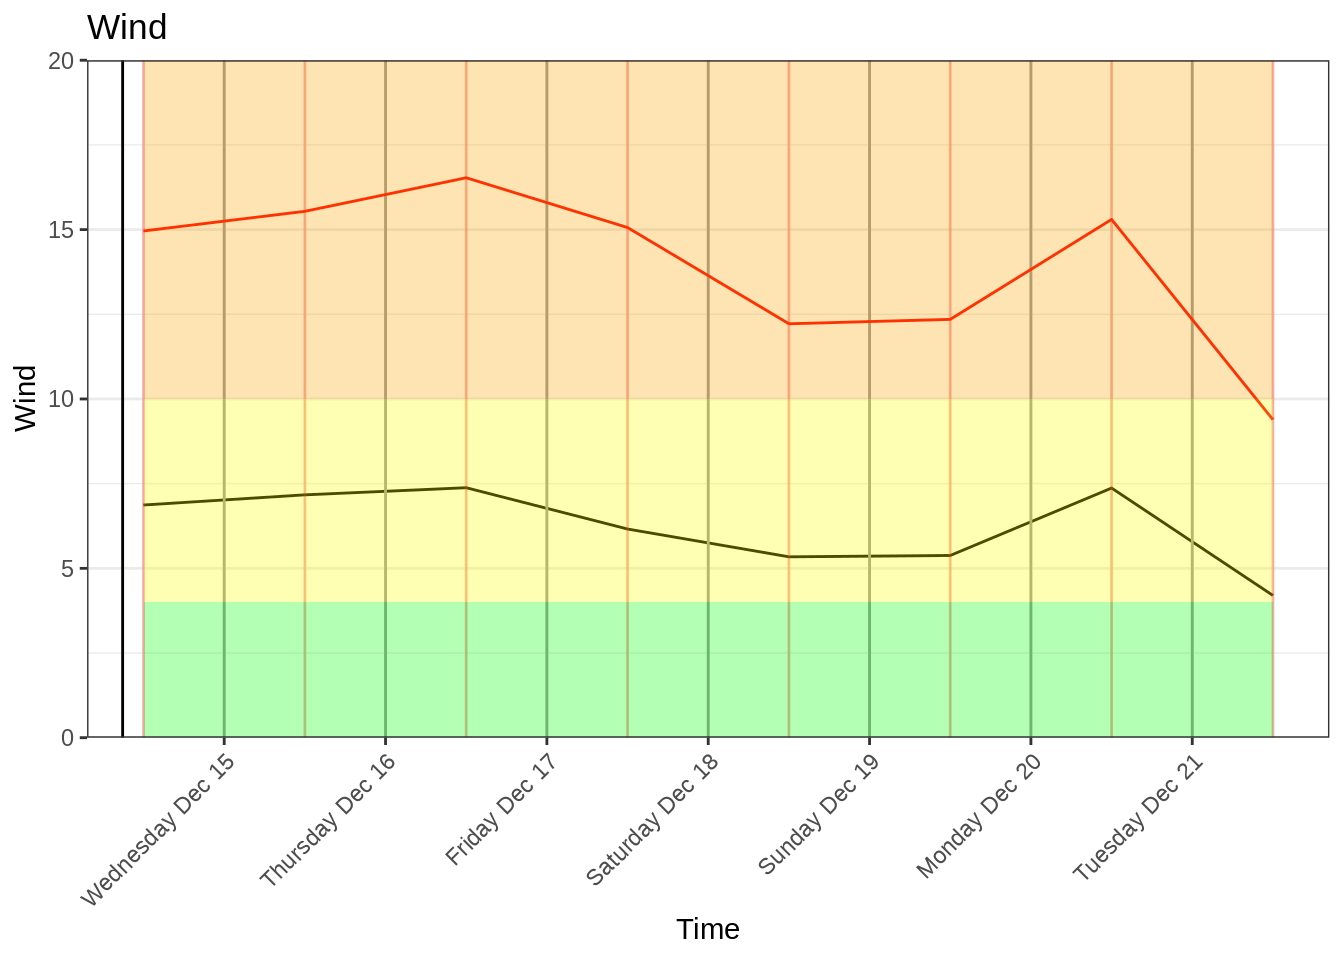 Wind
20
15
10
5
0
Wind
Wednesday Dec 15
Thursday Dec 16
Friday Dec 17
Saturday Dec 18
Sunday Dec 19
Monday Dec 20
Tuesday Dec 21
Time